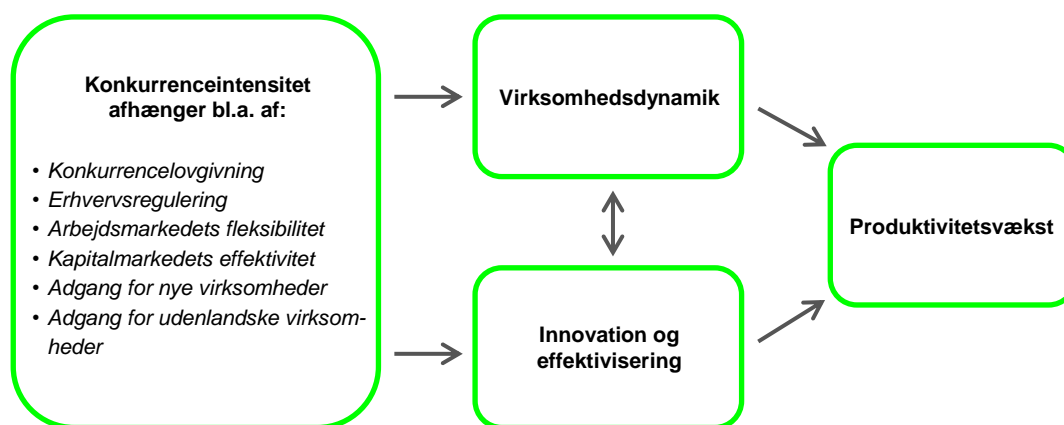 Konkurrenceintensitet
afhænger bl.a. af:
• Konkurrencelovgivning
• Erhvervsregulering
• Arbejdsmarkedets fleksibilitet
• Kapitalmarkedets effektivitet
• Adgang for nye virksomheder
• Adgang for udenlandske virksom-
heder
Virksomhedsdynamik
Innovation og
effektivisering
Produktivitetsvækst